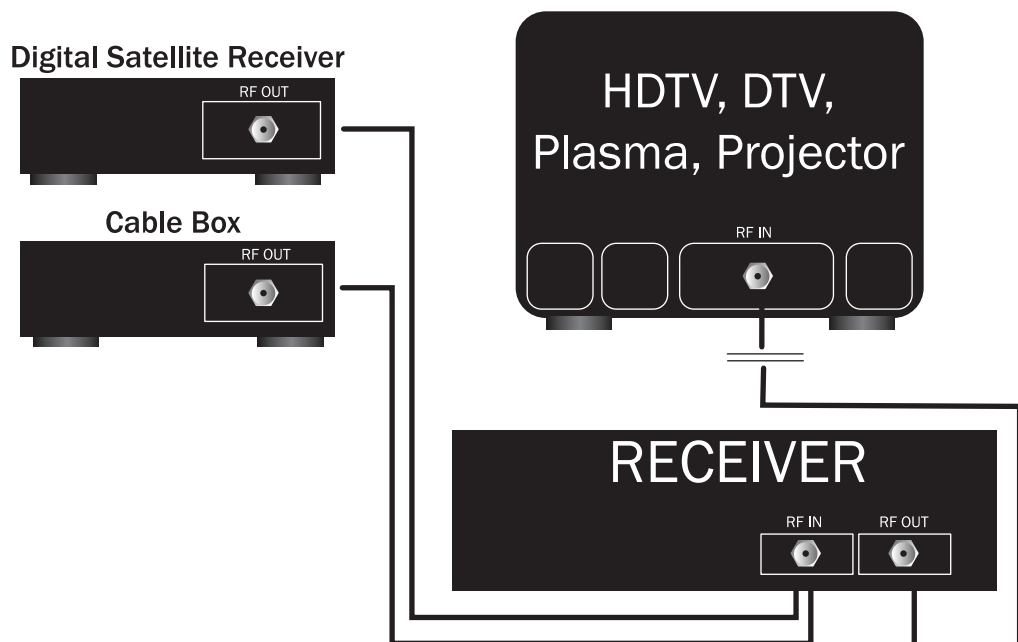 Digital Satellite Receiver
RF OUT
Cable Box
RF OUT
HDTV, DTV,
Plasma, Projector
RF IN
RECEIVER
RF IN
RF OUT